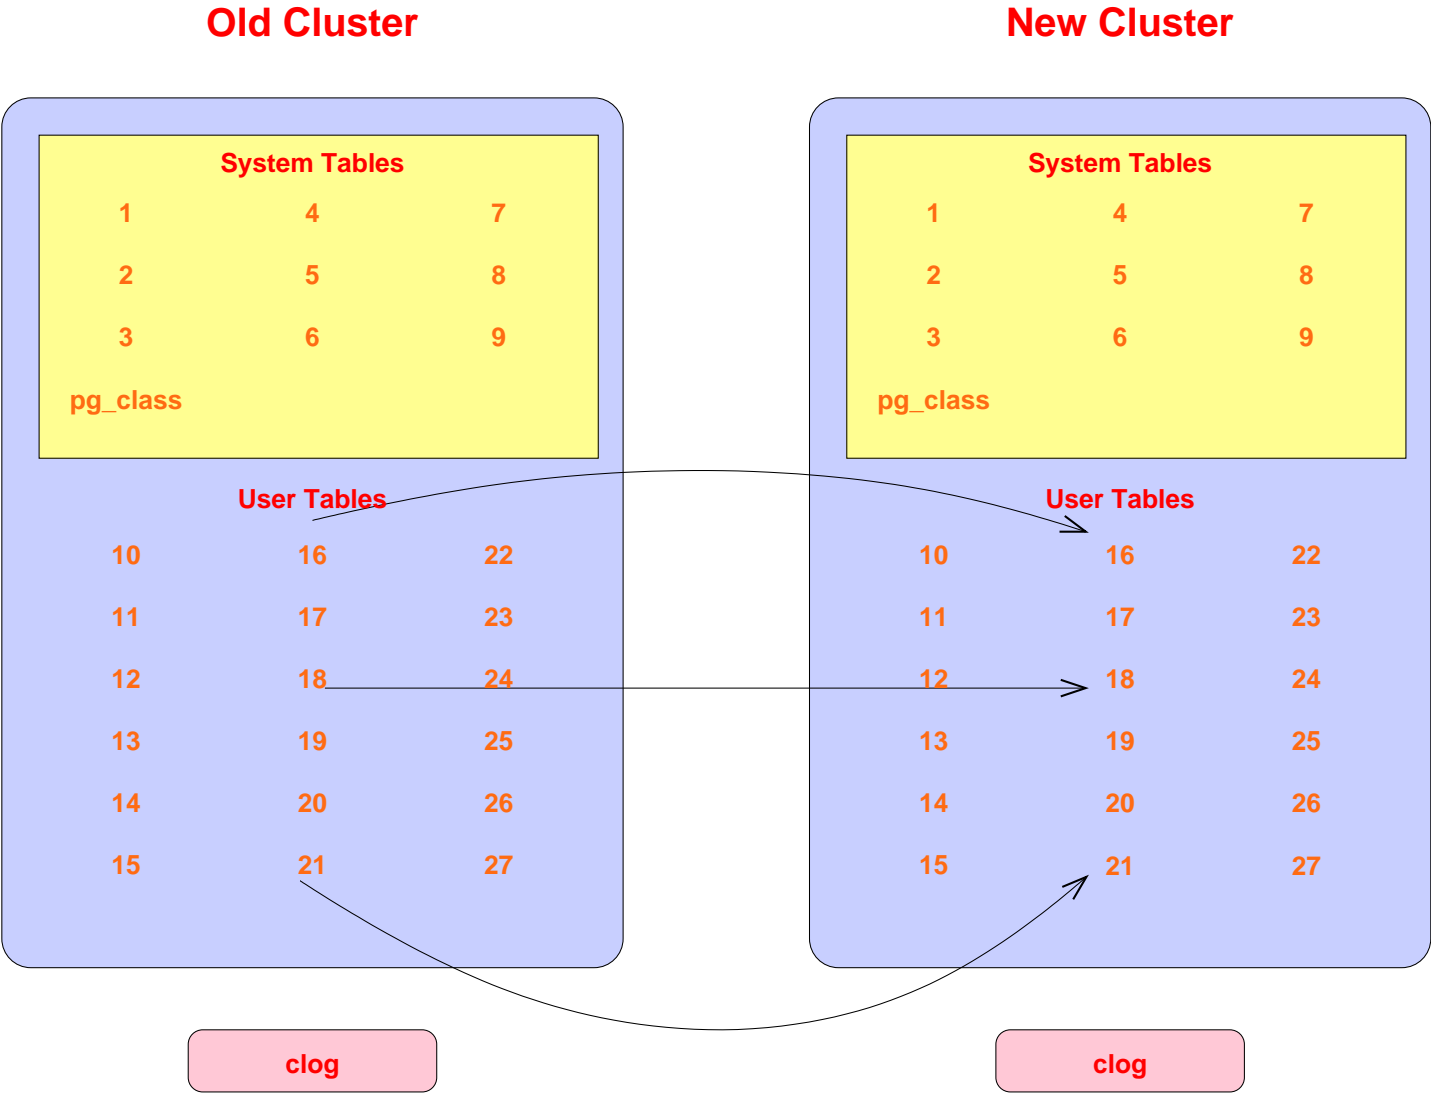 Old Cluster
New Cluster
System Tables
1 4 7
2 5 8
3 6 9
pg_class
User Tables
10 16 22
11 17 23
12 18 24
13 19 25
14 20 26
15 21 27
clog
System Tables
1 4 7
2 5 8
3 6 9
pg_class
User Tables
10 16 22
11 17 23
12 18 24
13 19 25
14 20 26
15 21 27
clog